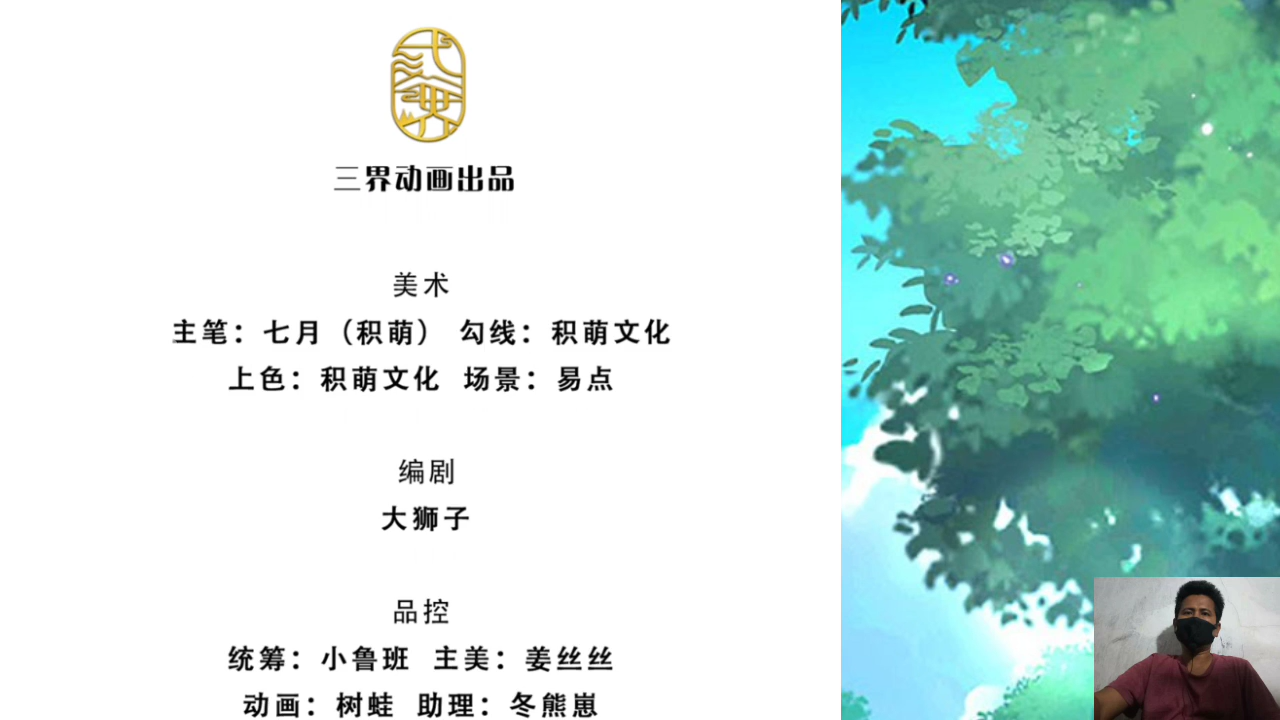 三界动画出品
美术
主笔：七月（积萌） 勾线：积萌文化
上色：积萌文化 场景：易点
编剧
大狮子
品控
统筹：小鲁班 主美：姜丝丝
动画：树蛙 助理：冬熊崽